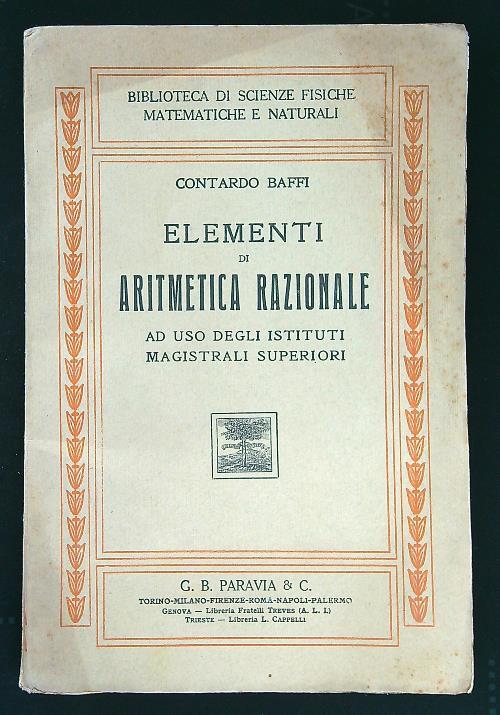 BIBLIOTECA DI SCIENZE FISICHE
MATEMATICHE E NATURALI
CONTARDO BAFFI
ELEMENTI
DI
ARITMETICA RAZIONALE
AD USO DEGLI ISTITUTI
MAGISTRALI SUPERIORI
G. B. PARAVIA & C.
TORINO-MILANO-FIRENZE-ROMA-NAPOLI-PALERMO
GENOVA — Libreria Fratelli TREVES (A. L. I.)
TRIESTE — Libreria L. CAPPELLI